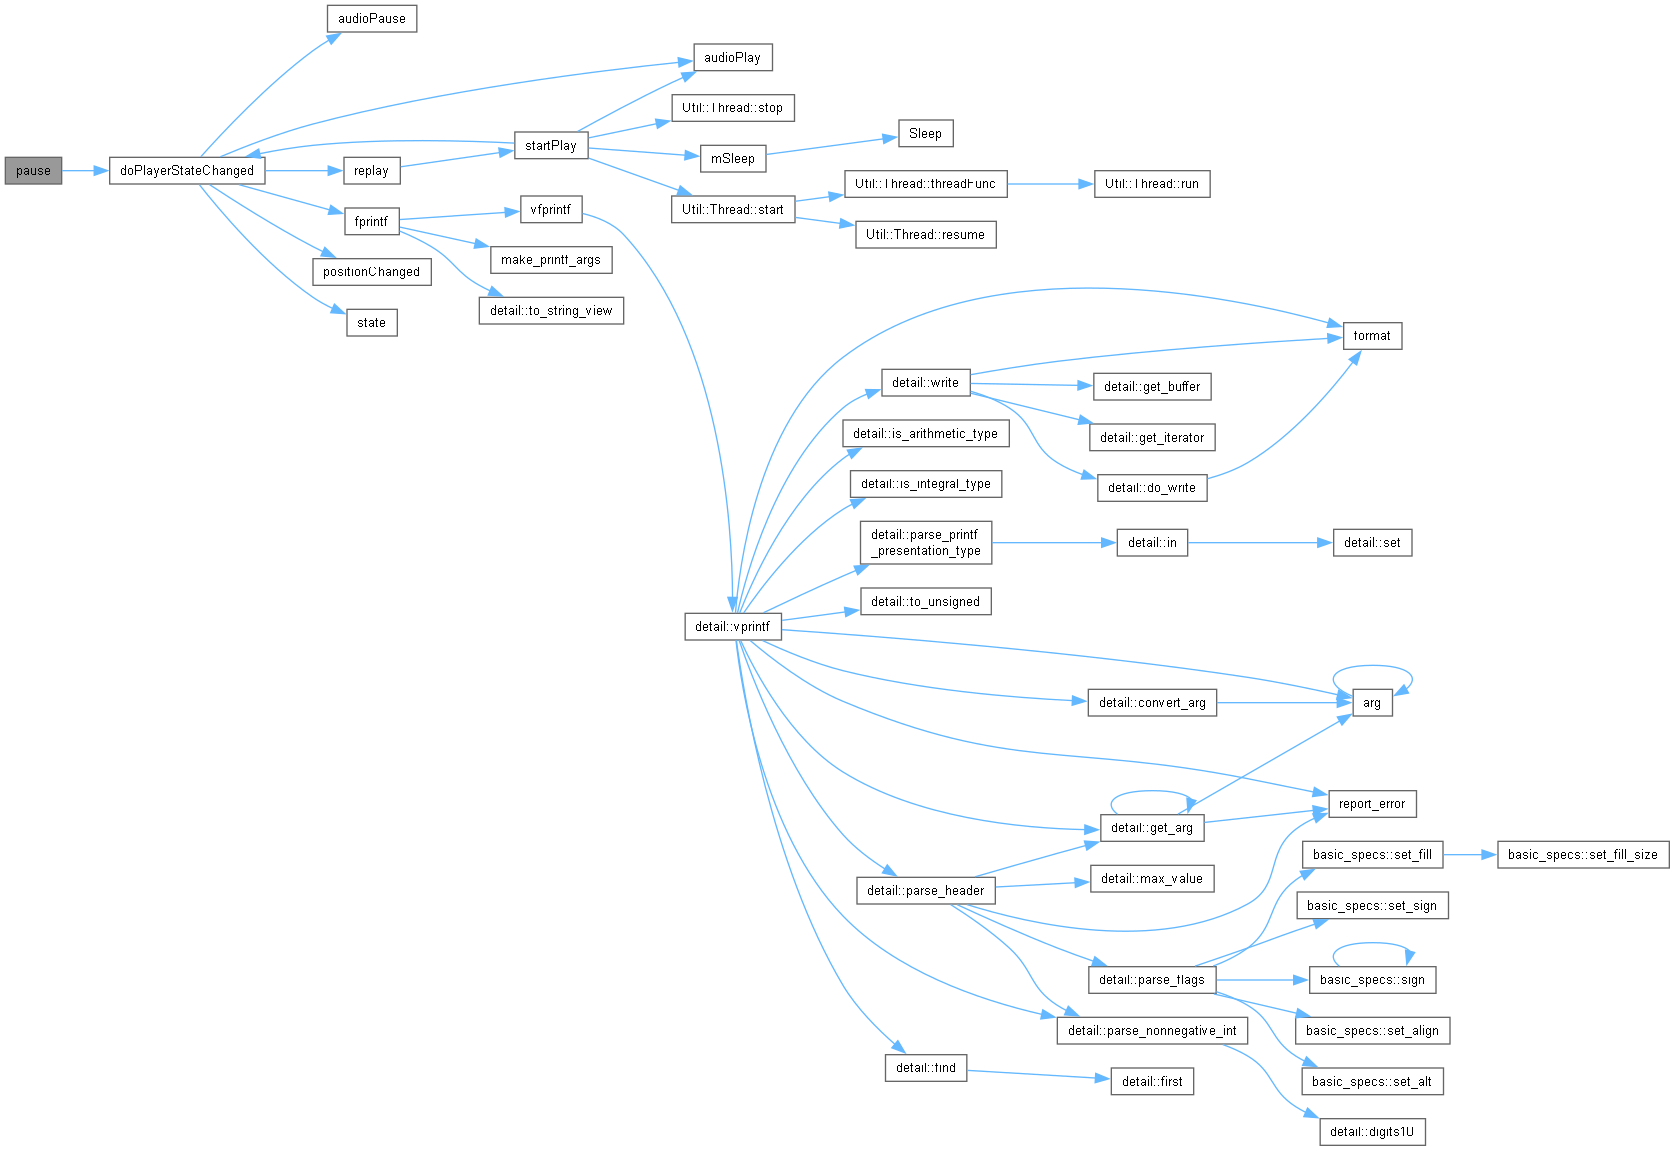 audioPause
audioPlay
Util::Thread::stop
Sleep
startPlay
mSleep
pause
doPlayerStateChanged
replay
Util::Thread::threadFunc
Util::Thread::run
Util::Thread::start
vfprintf
fprintf
Util::Thread::resume
make_printf_args
positionChanged
detail::to_string_view
state
format
detail::write
detail::get_buffer
detail::is_arithmetic_type
detail::get_iterator
detail::is_integral_type
detail::do_write
detail::parse_printf
_presentation_type
detail::in
detail::set
detail::to_unsigned
detail::vprintf
detail::convert_arg
arg
report_error
detail::get_arg
basic_specs::set_fill
basic_specs::set_fill_size
detail::max_value
detail::parse_header
basic_specs::set_sign
detail::parse_flags
basic_specs::sign
detail::parse_nonnegative_int
basic_specs::set_align
detail::find
detail::first
basic_specs::set_alt
detail::digits10